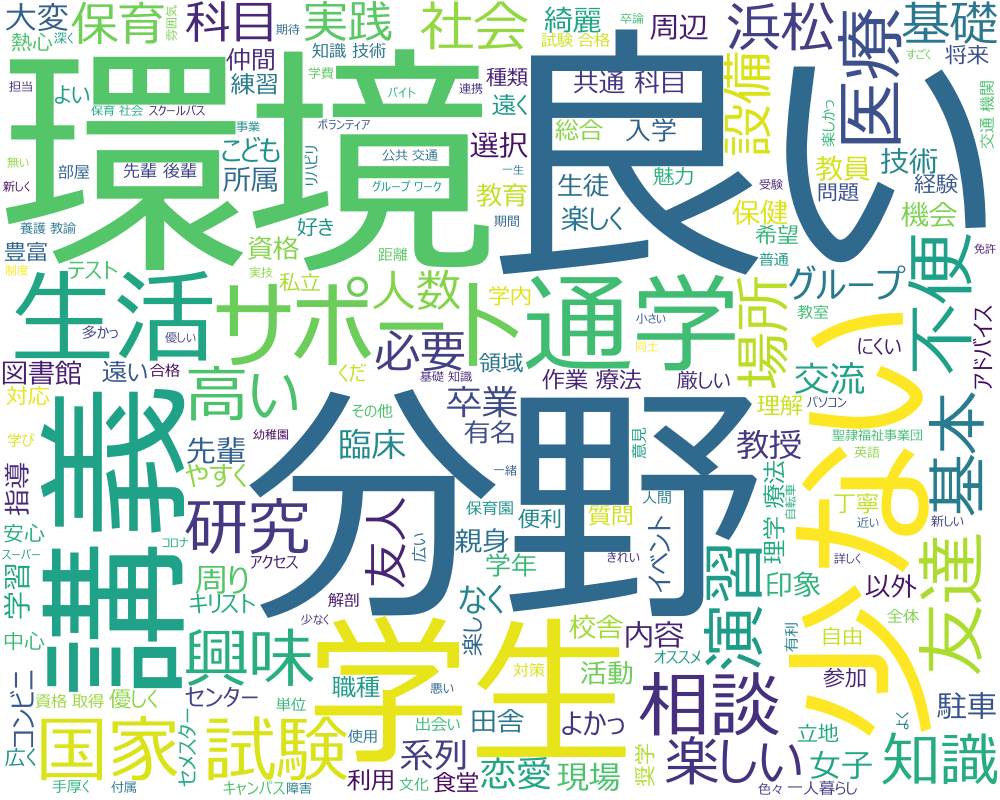 大変
保育
科目
実践
社会
綺麗
試験 合格
周辺
浜松
医療
基礎
熱心
深く
雰囲気
期待
仲間
知識 技術
すごく
将来
環境
良い
担当
よい
学費
バイト
連携
種類
共通 科目
設備
練習
遠く
保育 社会
スクールバス
交通 機関
事業
ボランティア
総合
入学
楽しかっ
無い
部屋
先輩 後輩
こども
リハビリ
公共 交通
選択
教員
技術
新しく
所属
グループ ワーク
一生
教育
生徒
魅力
問題
経験
受験
養護 教諭
好き
期間
楽しく
保健
機会
豊富
資格
距離
希望
免許
制度
テスト
実技
私立
人数
学内
普通
グループ
不便
生活
サポート
通学
場所
教室
多かっ
優しい
小さい
同士
にくい
アドバイス
図書館
遠い
合格
高い
くだ
必要
領域
基礎 知識
作業 療法
厳しい
少ない
交流
パソコン
対応
講義
分野
その他
卒業
理解
聖隷福祉事業団
学び
幼稚園
先輩
臨床
有名
意見
教授
英語
基本
指導
やすく
一緒
人間
理学 療法
自転車
丁寧
研究
友人
保育園
便利
質問
近い
新しい
安心
スーパー
コロナ
アクセス
広い
親身
きれい
イベント
詳しく
学習
周り
学年
演習
印象
以外
友達
キリスト
解剖
なく
中心
少なく
楽し
校舎
内容
自由
全体
有利
興味
学生
オススメ
参加
コンビニ
資格 取得
優しく
センター
職種
対策
活動
相談
駐車
単位
悪い
出会い
田舎
よかっ
立地
よく
広く
国家
試験
セメスター
使用
系列
恋愛
現場
奨学
楽しい
女子
知識
手厚く
付属
キャンパス
障害
利用
文化
食堂
色々
一人暮らし